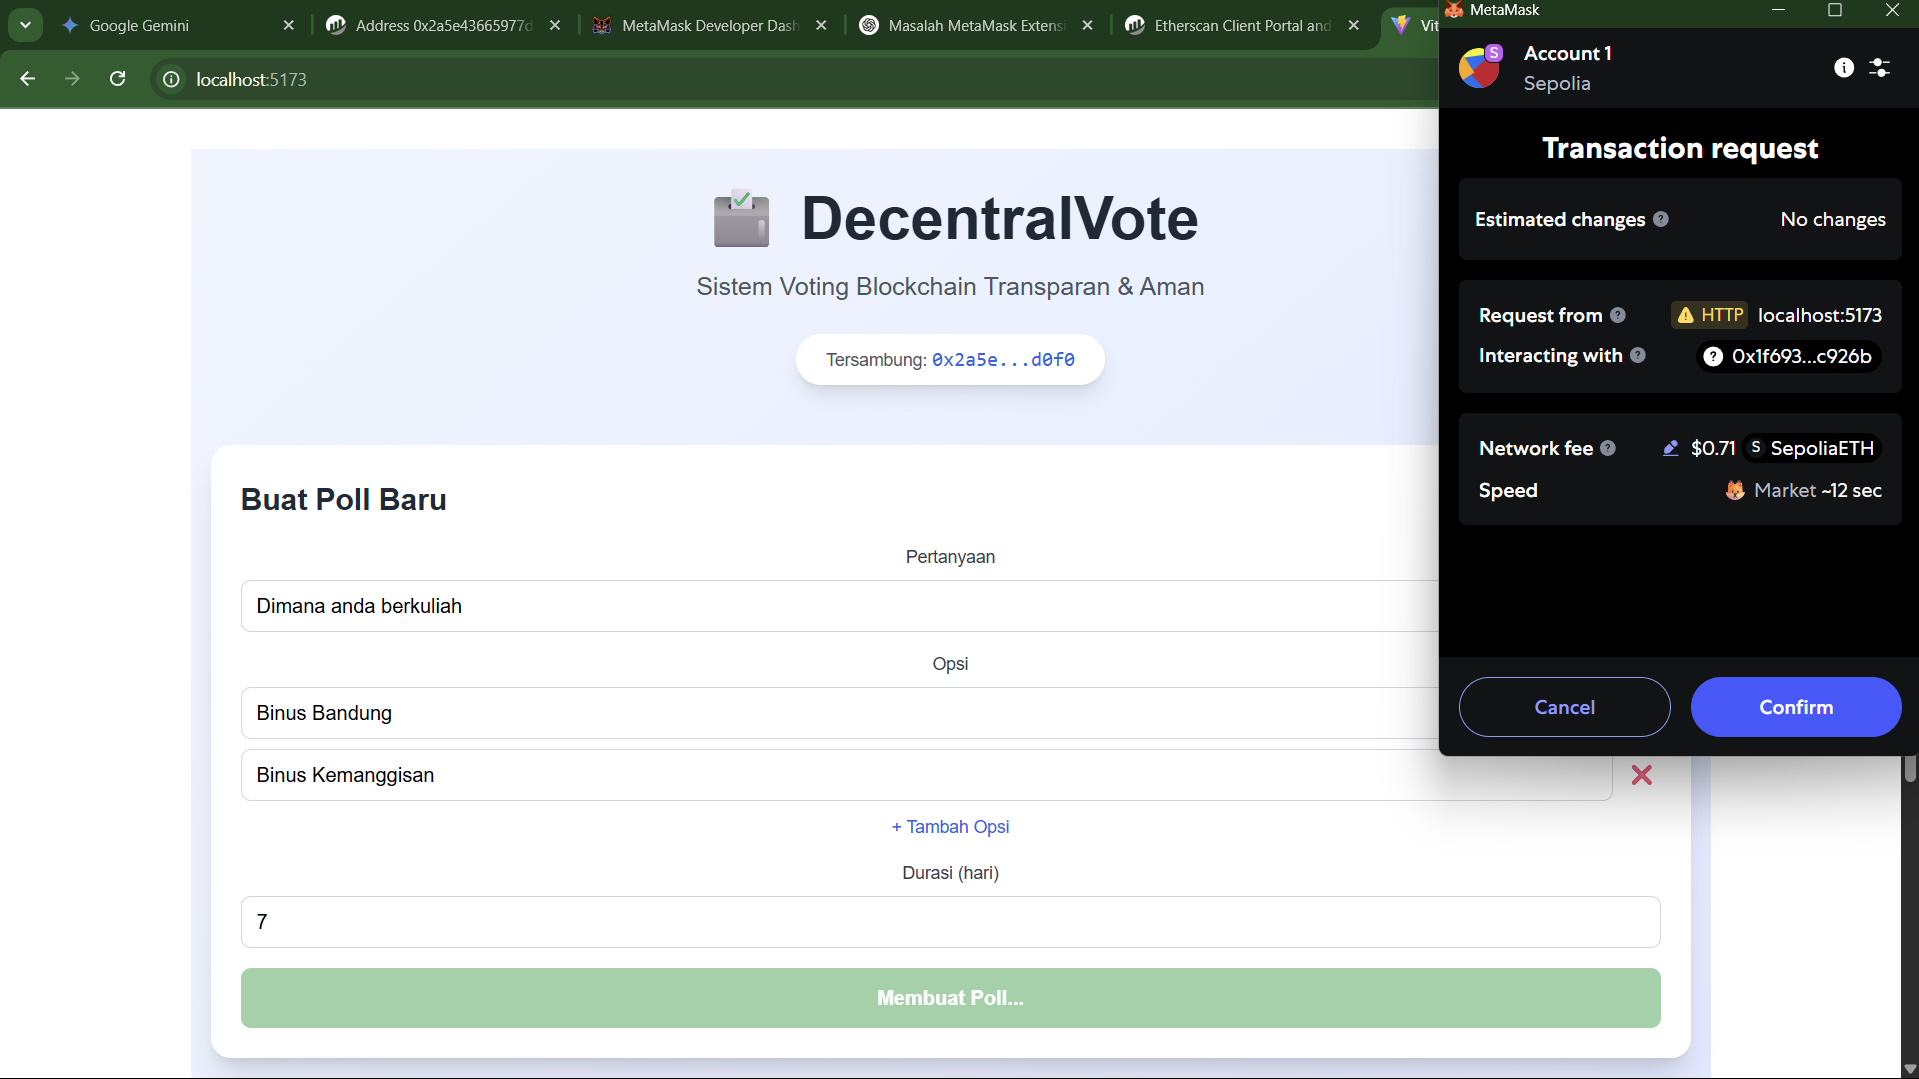 Google Gemini
Address 0x2a5e43665977d
MetaMask Developer Dash
Masalah MetaMask Extensi
Etherscan Client Portal and
Vit
localhost:5173
DecentralVote
Sistem Voting Blockchain Transparan & Aman
Tersambung: 0x2a5e...d0f0
Buat Poll Baru
Pertanyaan
Dimana anda berkuliah
Opsi
Binus Bandung
Binus Kemanggisan
+ Tambah Opsi
Durasi (hari)
7
Membuat Poll...
MetaMask
S
Account 1
Sepolia
Transaction request
Estimated changes ? No changes
Request from ? HTTP localhost:5173
Interacting with ? ? 0x1f693...c926b
Network fee ? $0.71 S SepoliaETH
Speed Market ~12 sec
Cancel
Confirm